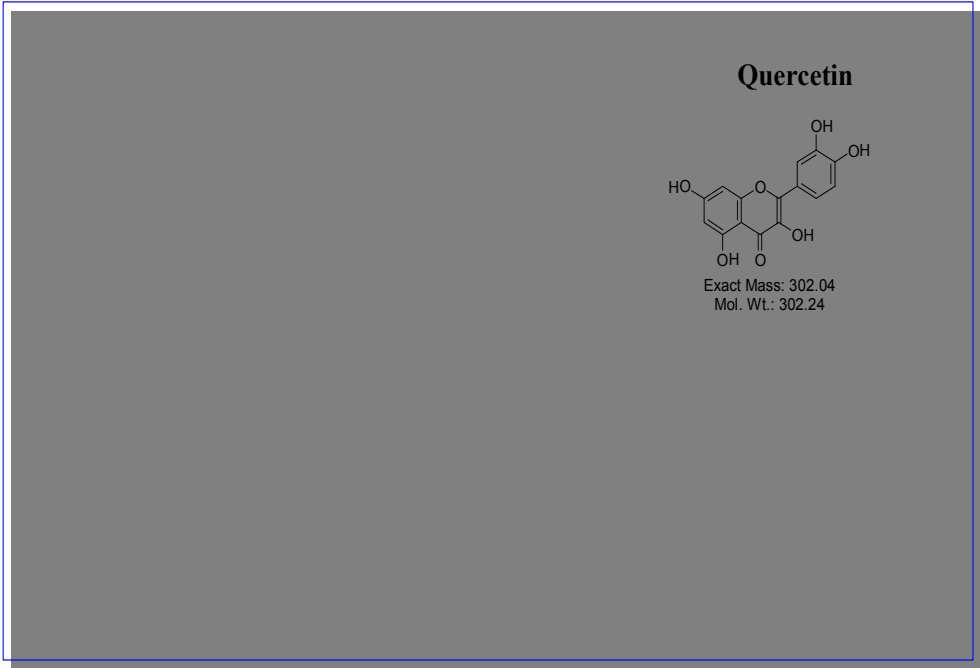 Quercetin
OH
OH
HO
O
OH
OH O
Exact Mass: 302.04
Mol. Wt.: 302.24